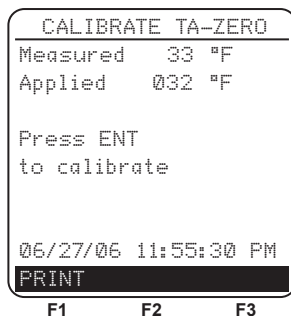 CALIBRATE TA-ZERO
Measured 33 °F
Applied 032 °F
Press ENT
to calibrate
06/27/06 11:55:30 PM
PRINT
F1 F2 F3